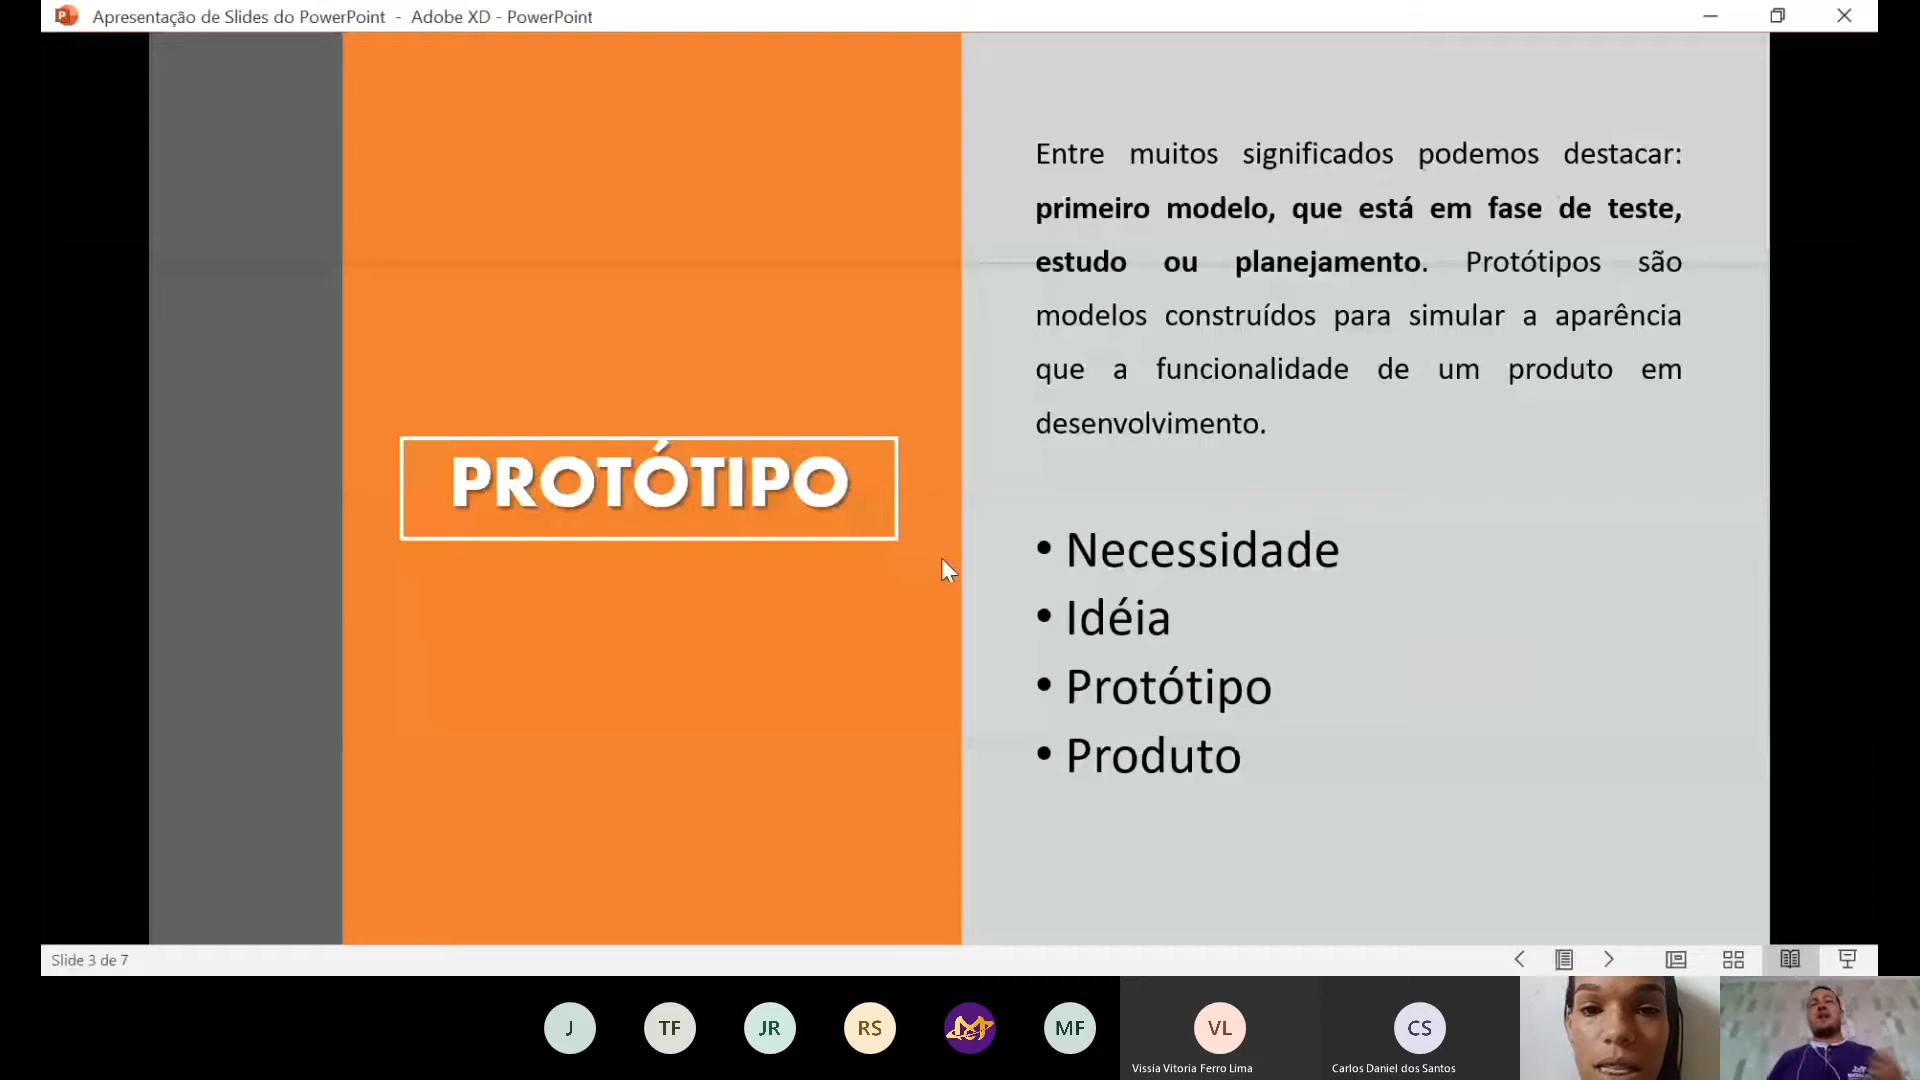 Apresentação de Slides do PowerPoint - Adobe XD - PowerPoint
Entre muitos significados podemos destacar:
primeiro modelo, que está em fase de teste,
estudo ou planejamento. Protótipos são
modelos construídos para simular a aparência
que a funcionalidade de um produto em
desenvolvimento.
PROTÓTIPO
• Necessidade
• Idéia
• Protótipo
• Produto
Slide 3 de 7
J TF JR RS MF VL CS
Vissia Vitoria Ferro Lima Carlos Daniel dos Santos